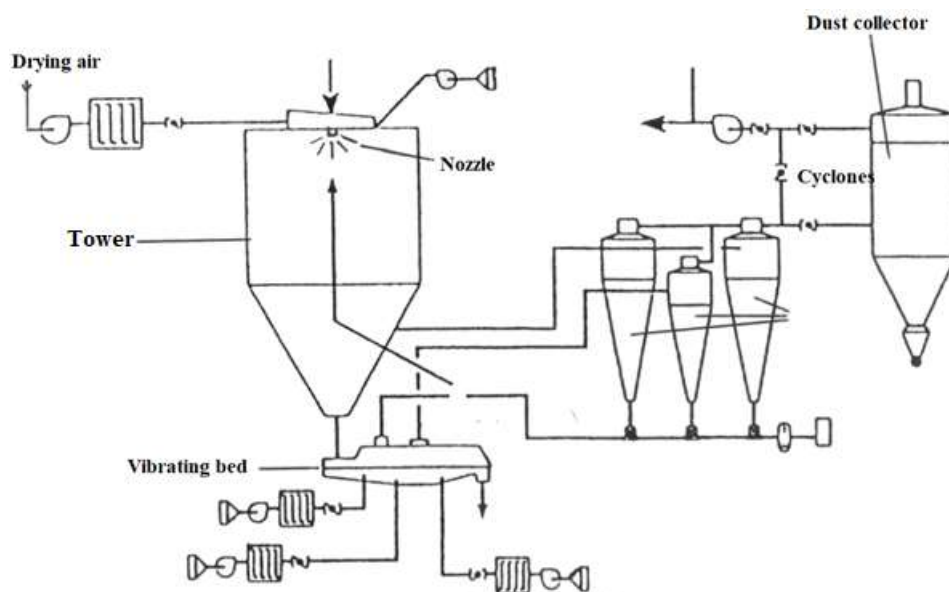 Dust collector
Drying air
Nozzle
Cyclones
Tower
Vibrating bed